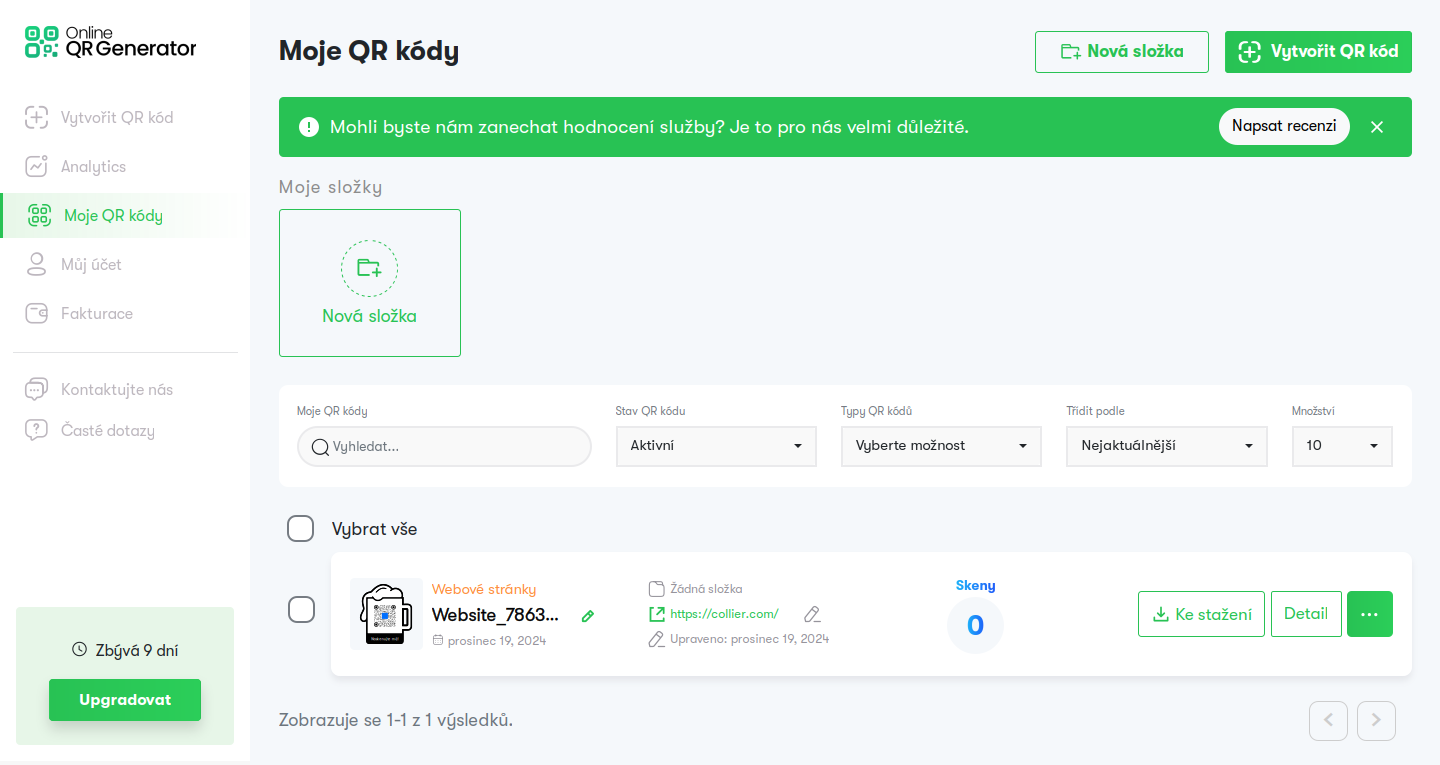 Online
QR Generator
Vytvořit QR kód
Analytics
Moje QR kódy
Můj účet
Fakturace
Kontaktujte nás
Časté dotazy
Zbývá 9 dní
Upgradovat
Moje QR kódy
Nová složka
Vytvořit QR kód
Mohli byste nám zanechat hodnocení služby? Je to pro nás velmi důležité.
Napsat recenzi
Moje složky
Nová složka
Moje QR kódy
Vyhledat...
Stav QR kódu
Aktivní
Typy QR kódů
Vyberte možnost
Třídit podle
Nejaktuálnější
Množství
10
Vybrat vše
Webové stránky
Website_7863...
prosinec 19, 2024
Žádná složka
https://collier.com/
Upraveno: prosinec 19, 2024
Skeny
0
Ke stažení
Detail
Zobrazuje se 1-1 z 1 výsledků.